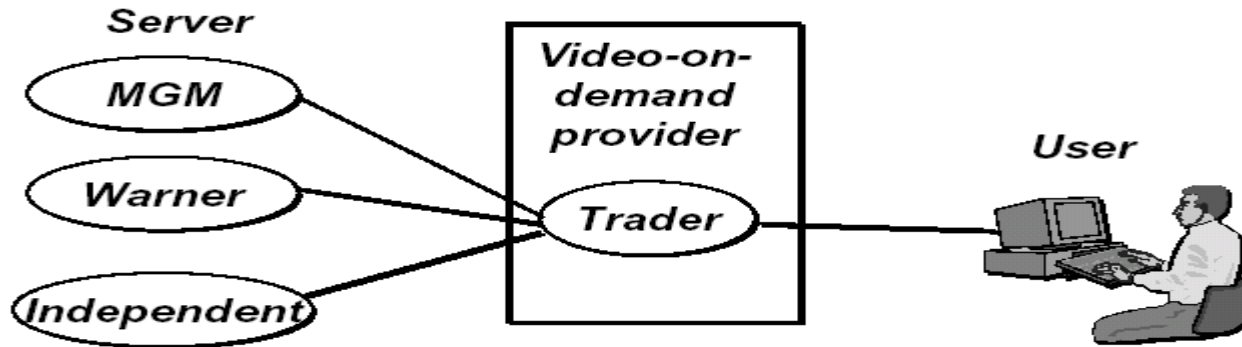 Server
MGM
Warner
Independent
Video-on-
demand
provider
Trader
User